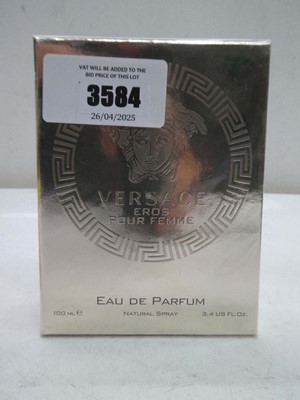 VAT WILL BE ADDED TO THE
BID PRICE OF THIS LOT
3584
26/04/2025
VERSACE
EROS
POUR FEMME
EAU DE PARFUM
100 ML ℮
NATURAL SPRAY
3.4 US FL.OZ.